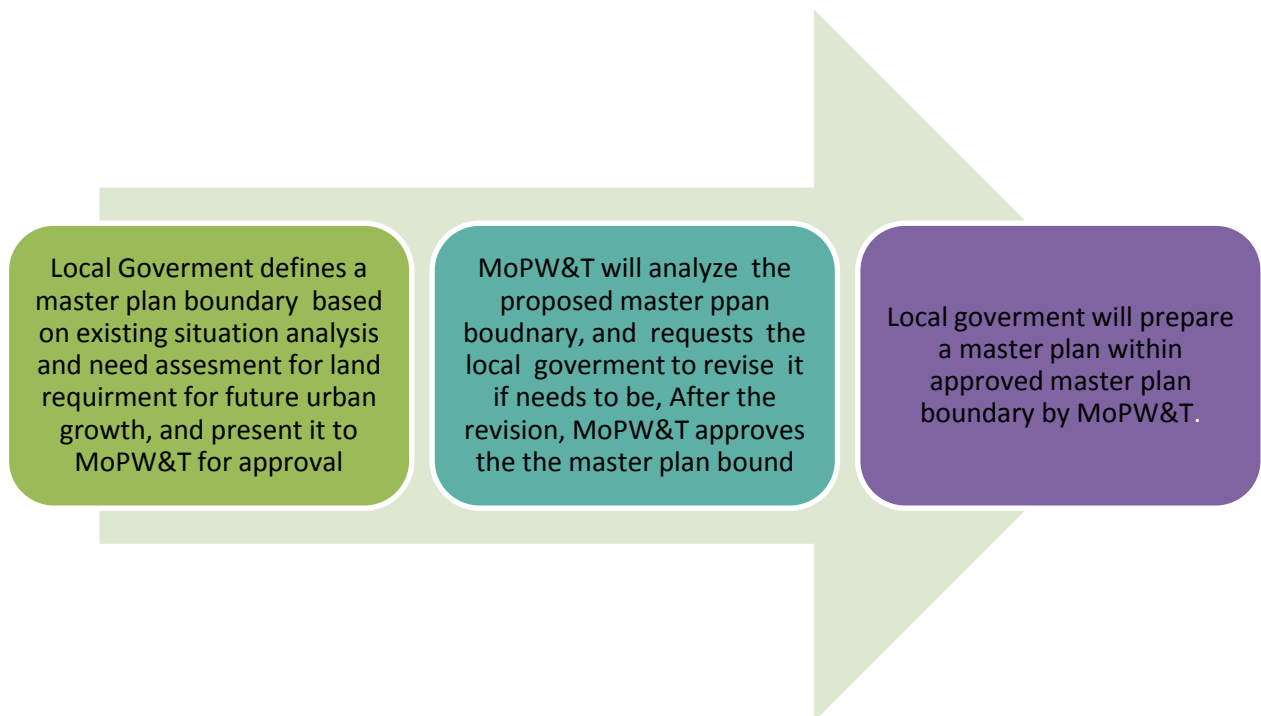 Local Goverment defines a
master plan boundary  based
on existing situation analysis
and need assesment for land
requirment for future urban
growth, and present it to
MoPW&T for approval
MoPW&T will analyze  the
proposed master ppan
boudnary, and  requests  the
local  goverment to revise  it
if needs to be, After the
revision, MoPW&T approves
the the master plan bound
Local goverment will prepare
a master plan within
approved master plan
boundary by MoPW&T.